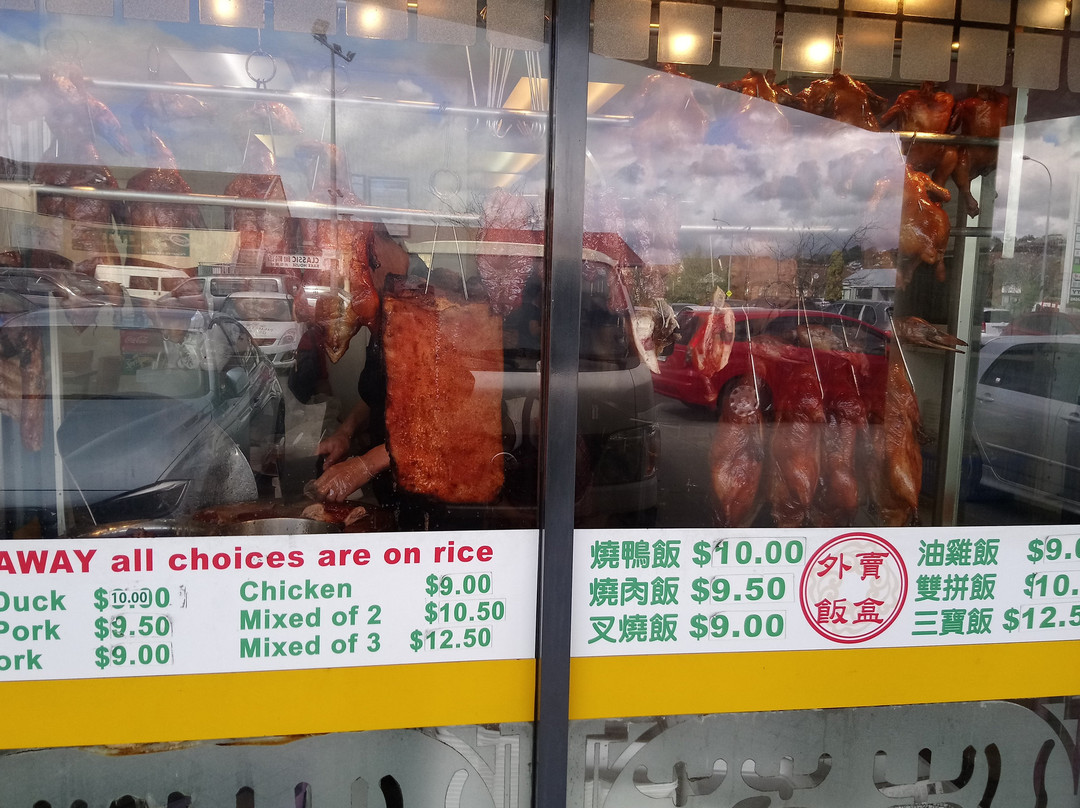 AWAY all choices are on rice
Duck $10.00
Pork $9.50
ork $9.00
Chicken $9.00
Mixed of 2 $10.50
Mixed of 3 $12.50
燒鴨飯 $10.00
燒肉飯 $9.50
叉燒飯 $9.00
外賣
飯盒
油雞飯 $9.0
雙拼飯 $10.
三寶飯 $12.5
CLASSIC